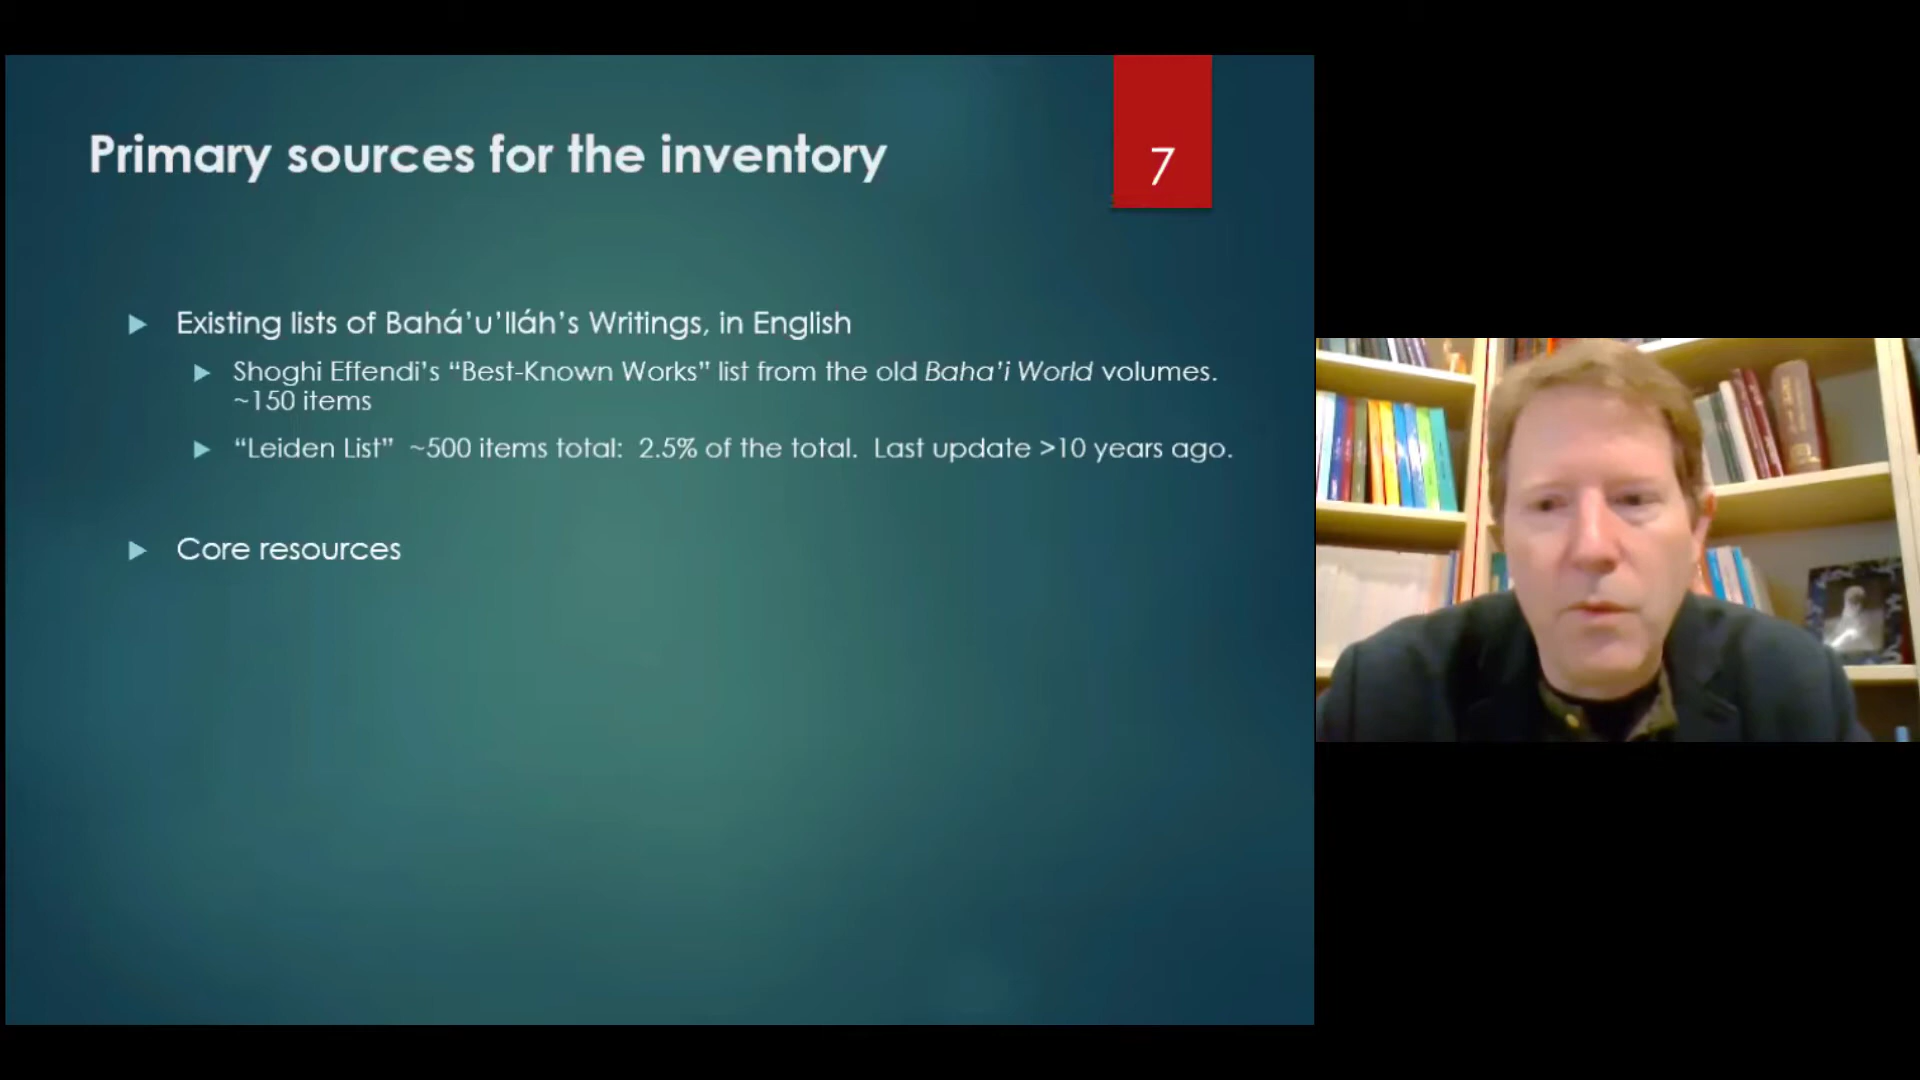 Primary sources for the inventory
7
Existing lists of Bahá’u’lláh’s Writings, in English
Shoghi Effendi’s “Best-Known Works” list from the old Baha’i World volumes.
~150 items
“Leiden List” ~500 items total: 2.5% of the total. Last update >10 years ago.
Core resources